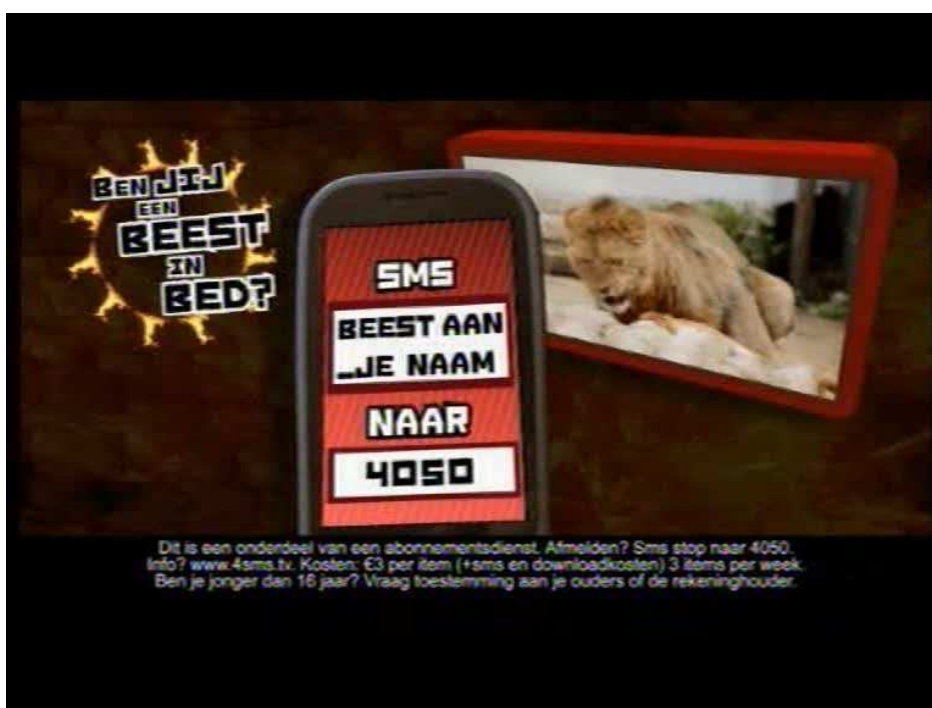 BEN JIJ
EEN
BEEST
IN
BED?
SMS
BEEST AAN
_JE NAAM
NAAR
4050
Dit is een onderdeel van een abonnementsdienst. Afmelden? Sms stop naar 4050.
Info? www.4sms.tv. Kosten: €3 per item (+sms en downloadkosten) 3 items per week.
Ben je jonger dan 16 jaar? Vraag toestemming aan je ouders of de rekeninghouder.